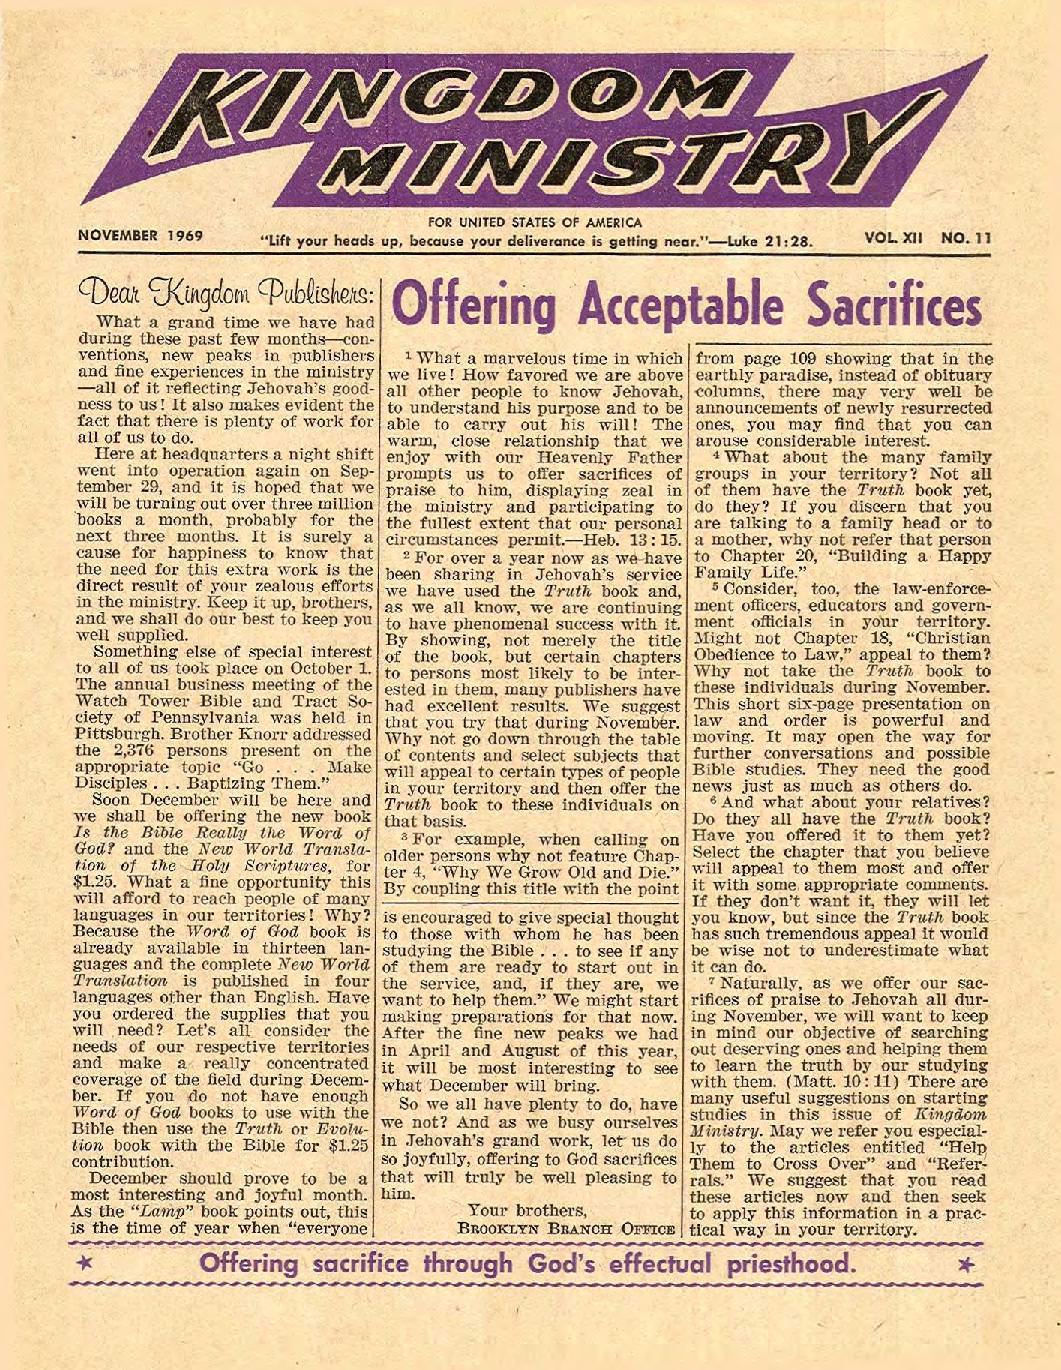 KINGDOM
MINISTRY
FOR UNITED STATES OF AMERICA
NOVEMBER 1969
"Lift your heads up, because your deliverance is getting near."—Luke 21:28.
VOL. XII NO. 11
Dear Kingdom Publishers:
What a grand time we have had
during these past few months—con-
ventions, new peaks in publishers
and fine experiences in the ministry
—all of it reflecting Jehovah's good-
ness to us! It also makes evident the
fact that there is plenty of work for
all of us to do.
Here at headquarters a night shift
went into operation again on Sep-
tember 29, and it is hoped that we
will be turning out over three million
books a month, probably for the
next three months. It is surely a
cause for happiness to know that
the need for this extra work is the
direct result of your zealous efforts
in the ministry. Keep it up, brothers,
and we shall do our best to keep you
well supplied.
Something else of special interest
to all of us took place on October 1.
The annual business meeting of the
Watch Tower Bible and Tract So-
ciety of Pennsylvania was held in
Pittsburgh. Brother Knorr addressed
the 2,376 persons present on the
appropriate topic "Go . . . Make
Disciples . . . Baptizing Them."
Soon December will be here and
we shall be offering the new book
Is the Bible Really the Word of
God? and the New World Transla-
tion of the Holy Scriptures, for
$1.25. What a fine opportunity this
will afford to reach people of many
languages in our territories! Why?
Because the Word of God book is
already available in thirteen lan-
guages and the complete New World
Translation is published in four
languages other than English. Have
you ordered the supplies that you
will need? Let's all consider the
needs of our respective territories
and make a really concentrated
coverage of the field during Decem-
ber. If you do not have enough
Word of God books to use with the
Bible then use the Truth or Evolu-
tion book with the Bible for $1.25
contribution.
December should prove to be a
most interesting and joyful month.
As the "Lamp" book points out, this
is the time of year when "everyone
is encouraged to give special thought
to those with whom he has been
studying the Bible . . . to see if any
of them are ready to start out in
the service, and, if they are, we
want to help them." We might start
making preparations for that now.
After the fine new peaks we had
in April and August of this year,
it will be most interesting to see
what December will bring.
So we all have plenty to do, have
we not? And as we busy ourselves
in Jehovah's grand work, let us do
so joyfully, offering to God sacrifices
that will truly be well pleasing to
him.
Your brothers,
BROOKLYN BRANCH OFFICE
Offering Acceptable Sacrifices
1 What a marvelous time in which
we live! How favored we are above
all other people to know Jehovah,
to understand his purpose and to be
able to carry out his will! The
warm, close relationship that we
enjoy with our Heavenly Father
prompts us to offer sacrifices of
praise to him, displaying zeal in
the ministry and participating to
the fullest extent that our personal
circumstances permit.—Heb. 13:15.
2 For over a year now as we have
been sharing in Jehovah's service
we have used the Truth book and,
as we all know, we are continuing
to have phenomenal success with it.
By showing, not merely the title
of the book, but certain chapters
to persons most likely to be inter-
ested in them, many publishers have
had excellent results. We suggest
that you try that during November.
Why not go down through the table
of contents and select subjects that
will appeal to certain types of people
in your territory and then offer the
Truth book to these individuals on
that basis.
3 For example, when calling on
older persons why not feature Chap-
ter 4, "Why We Grow Old and Die."
By coupling this title with the point
from page 109 showing that in the
earthly paradise, instead of obituary
columns, there may very well be
announcements of newly resurrected
ones, you may find that you can
arouse considerable interest.
4 What about the many family
groups in your territory? Not all
of them have the Truth book yet,
do they? If you discern that you
are talking to a family head or to
a mother, why not refer that person
to Chapter 20, "Building a Happy
Family Life."
5 Consider, too, the law-enforce-
ment officers, educators and govern-
ment officials in your territory.
Might not Chapter 18, "Christian
Obedience to Law," appeal to them?
Why not take the Truth book to
these individuals during November.
This short six-page presentation on
law and order is powerful and
moving. It may open the way for
further conversations and possible
Bible studies. They need the good
news just as much as others do.
6 And what about your relatives?
Do they all have the Truth book?
Have you offered it to them yet?
Select the chapter that you believe
will appeal to them most and offer
it with some appropriate comments.
If they don't want it, they will let
you know, but since the Truth book
has such tremendous appeal it would
be wise not to underestimate what
it can do.
7 Naturally, as we offer our sac-
rifices of praise to Jehovah all dur-
ing November, we will want to keep
in mind our objective of searching
out deserving ones and helping them
to learn the truth by our studying
with them. (Matt. 10:11) There are
many useful suggestions on starting
studies in this issue of Kingdom
Ministry. May we refer you especial-
ly to the articles entitled "Help
Them to Cross Over" and "Refer-
rals." We suggest that you read
these articles now and then seek
to apply this information in a prac-
tical way in your territory.
★ Offering sacrifice through God's effectual priesthood. ★